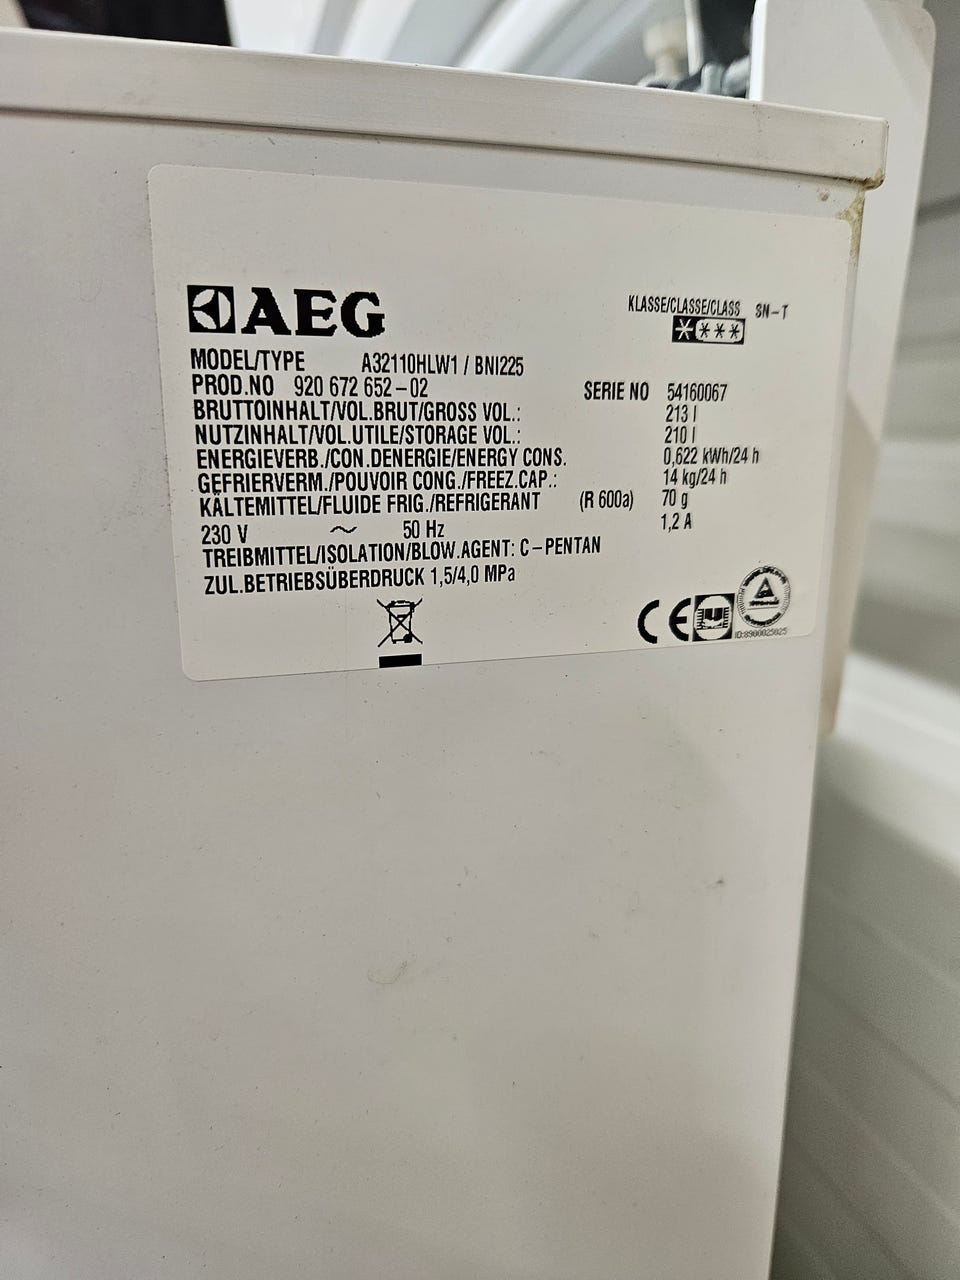 AEG
KLASSE/CLASSE/CLASS SN-T
MODEL/TYPE A32110HLW1 / BNI225
PROD.NO 920 672 652-02 SERIE NO 54160067
BRUTTOINHALT/VOL.BRUT/GROSS VOL.: 213 l
NUTZINHALT/VOL.UTILE/STORAGE VOL.: 210 l
ENERGIEVERB./CON.DENERGIE/ENERGY CONS. 0,622 kWh/24 h
GEFRIERVERM./POUVOIR CONG./FREEZ.CAP.: 14 kg/24 h
KÄLTEMITTEL/FLUIDE FRIG./REFRIGERANT (R 600a) 70 g
230 V ~ 50 Hz 1,2 A
TREIBMITTEL/ISOLATION/BLOW.AGENT: C-PENTAN
ZUL.BETRIEBSÜBERDRUCK 1,5/4,0 MPa
CE
ID:8900025025